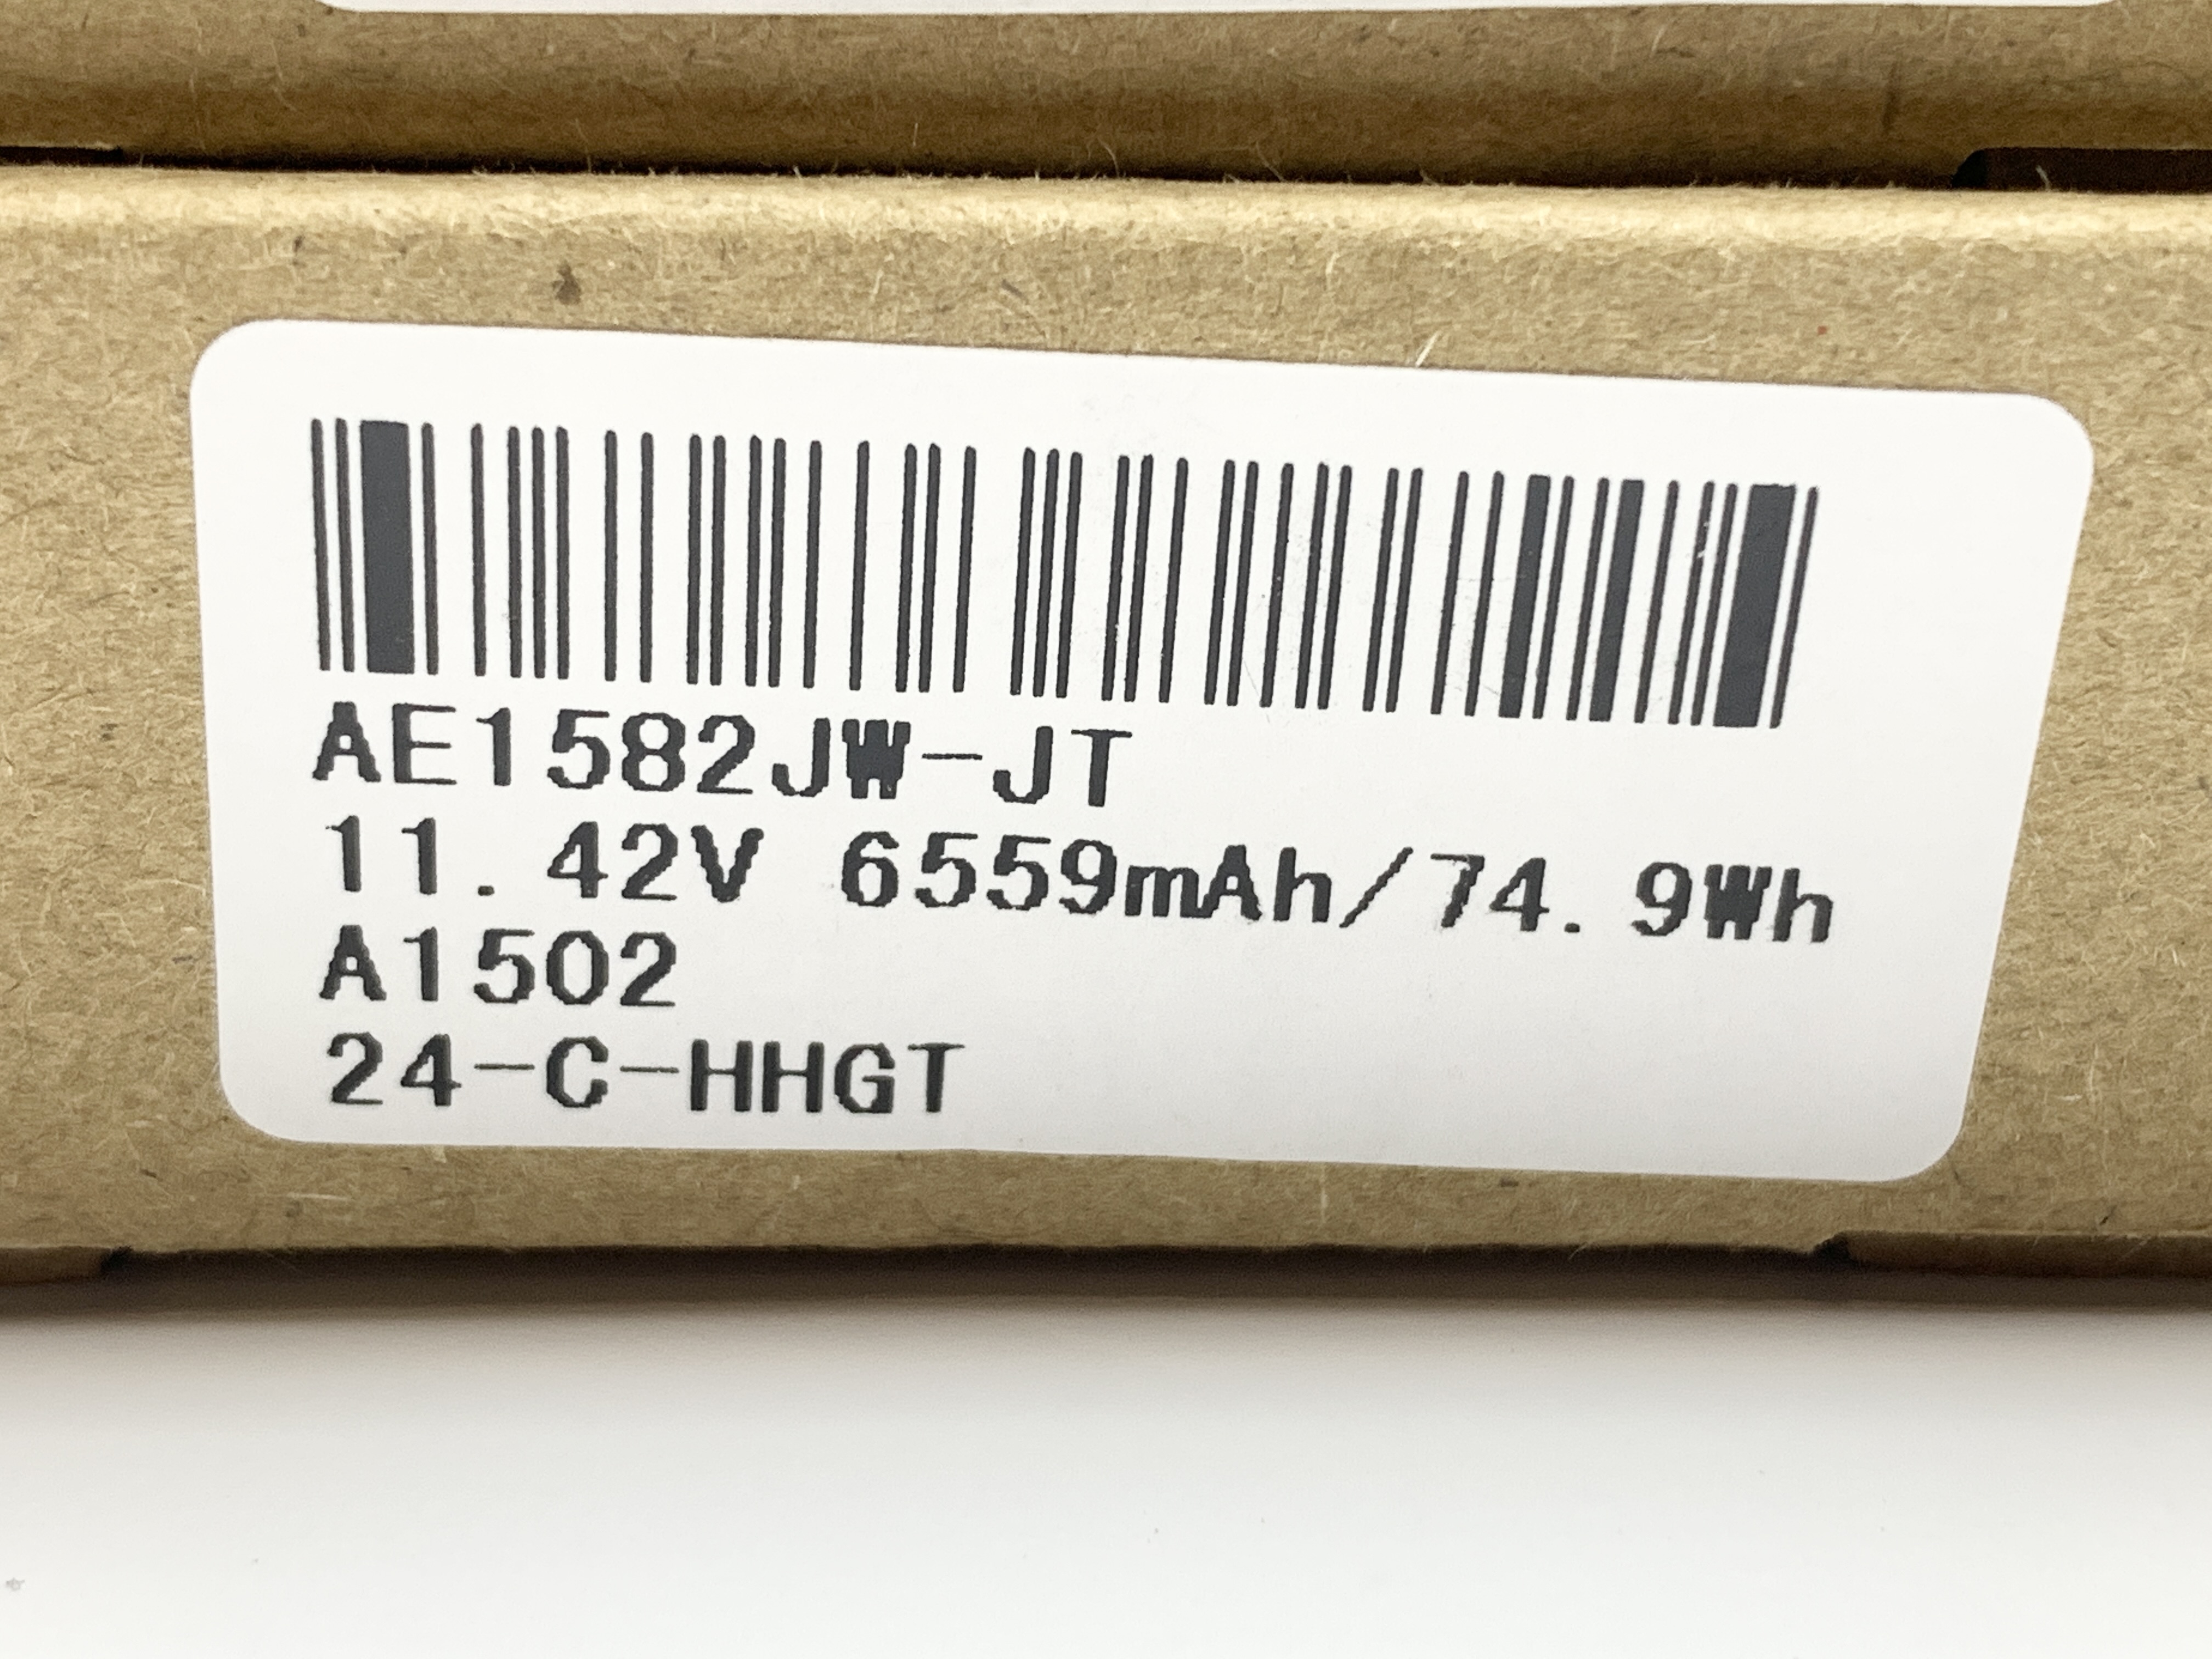 AE1582JW-JT
11.42V 6559mAh/74.9Wh
A1502
24-C-HHGT